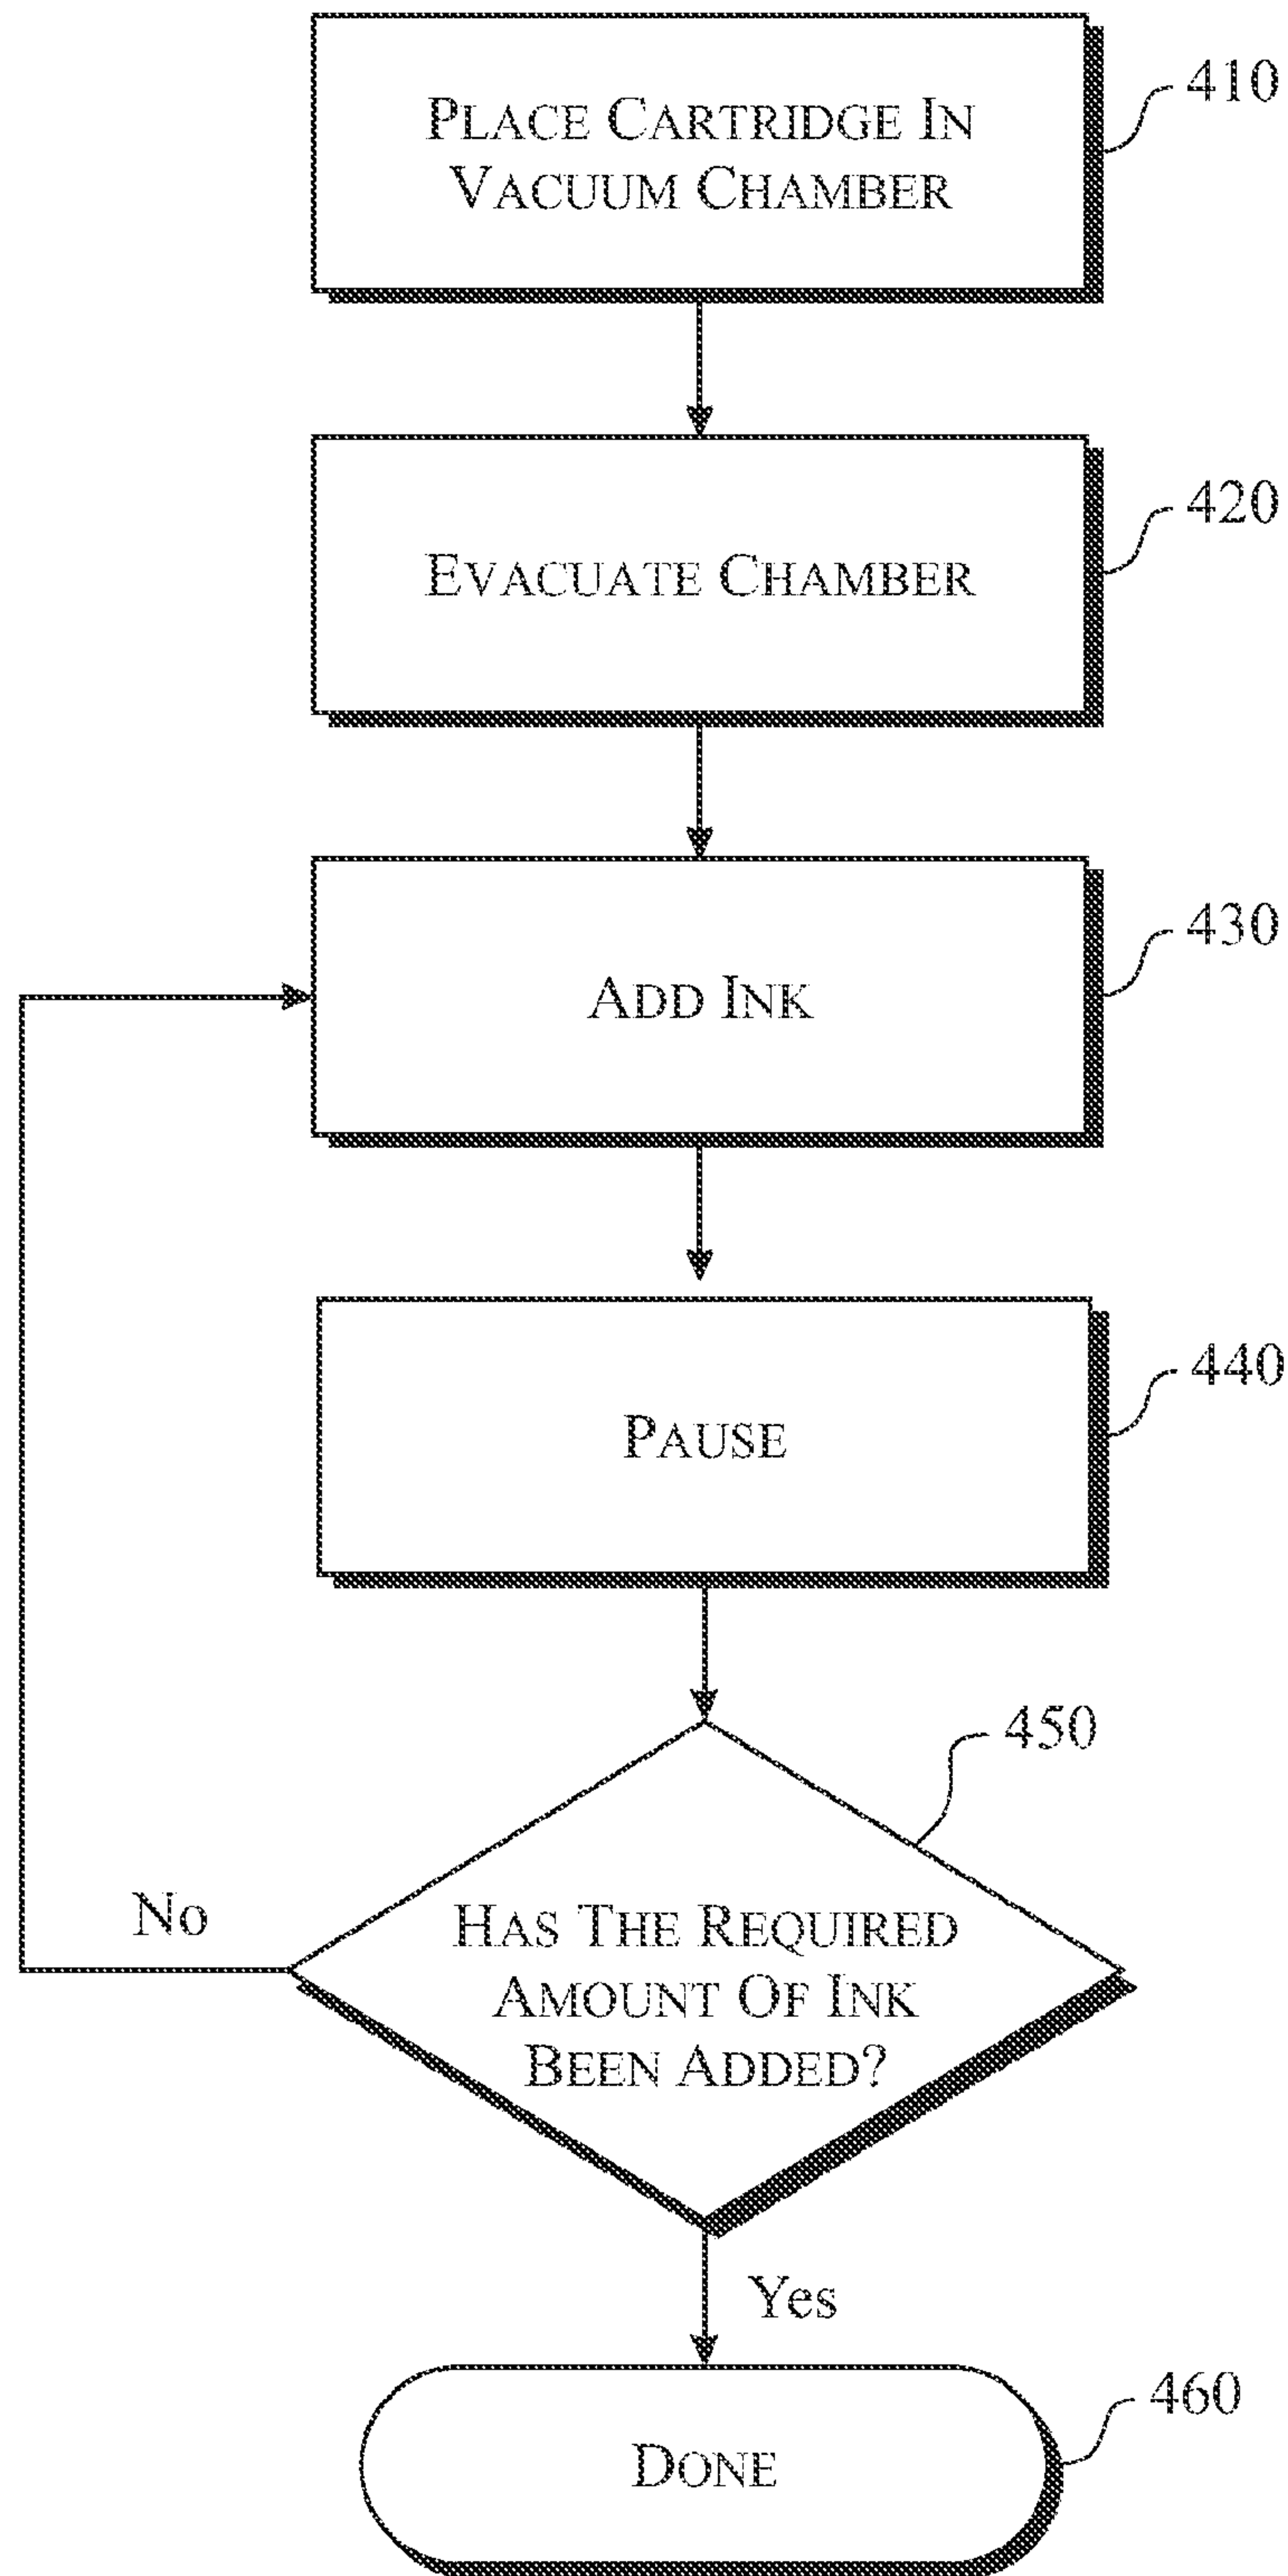 PLACE CARTRIDGE IN
VACUUM CHAMBER
410
EVACUATE CHAMBER
420
ADD INK
430
PAUSE
440
450
HAS THE REQUIRED
AMOUNT OF INK
BEEN ADDED?
No
Yes
DONE
460